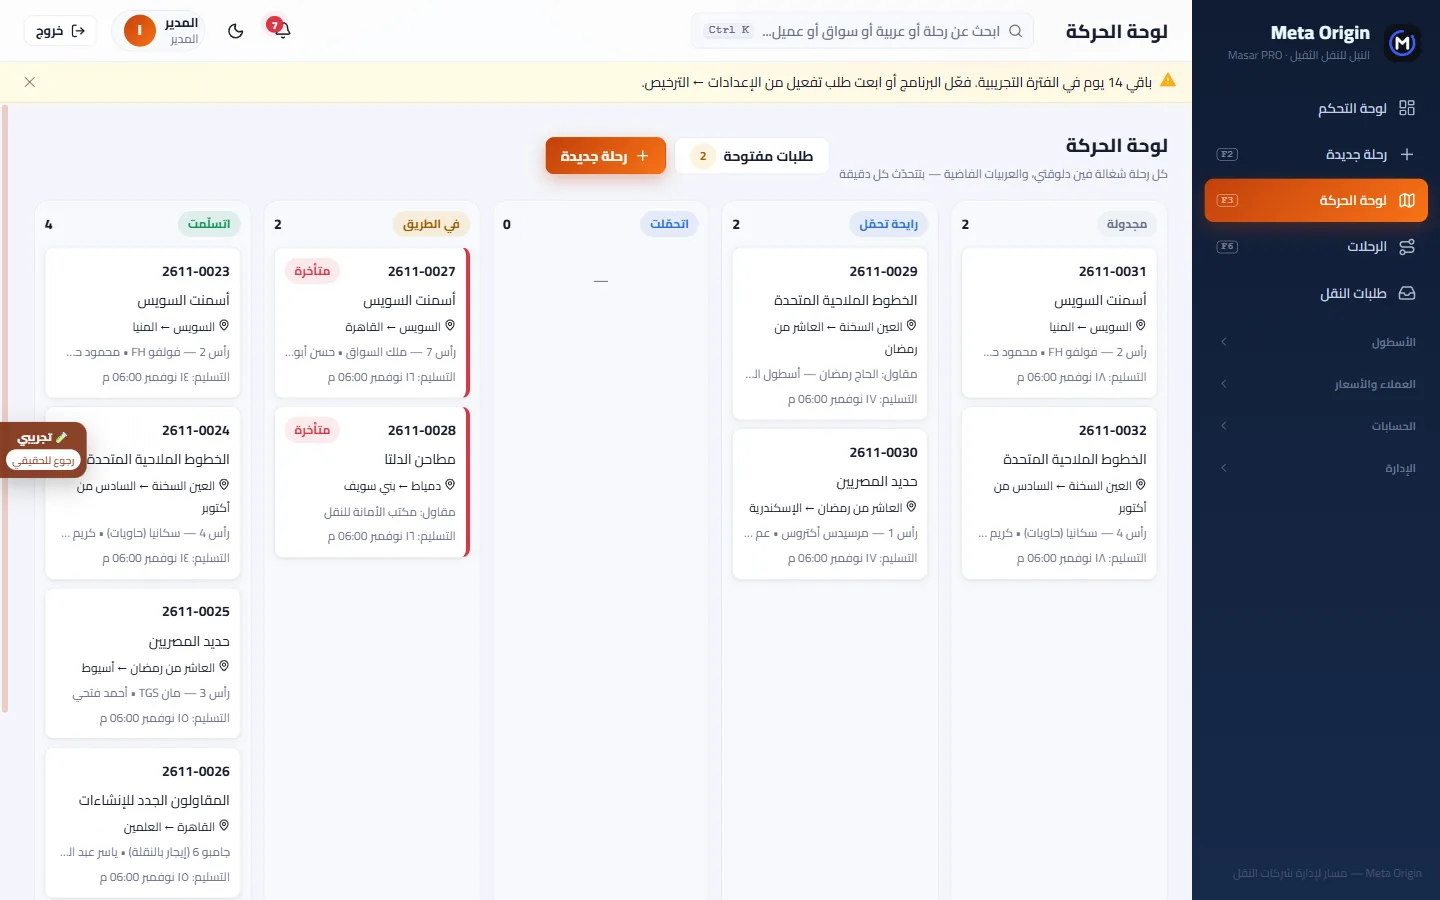 Meta Origin
النيل للنقل الثقيل · Masar PRO
لوحة التحكم
رحلة جديدة F2
لوحة الحركة F3
الرحلات F6
طلبات النقل
الأسطول
العملاء والأسعار
الحسابات
الإدارة
Meta Origin — مسار لإدارة شركات النقل
لوحة الحركة
ابحث عن رحلة أو عربية أو سواق أو عميل... Ctrl K
7
المدير
المدير
ا
خروج
باقي 14 يوم في الفترة التجريبية. فعّل البرنامج أو ابعت طلب تفعيل من الإعدادات ← الترخيص.
لوحة الحركة
كل رحلة شغالة فين دلوقتي، والعربيات الفاضية — بتتحدّث كل دقيقة
طلبات مفتوحة 2
رحلة جديدة
مجدولة 2
2611-0031
أسمنت السويس
السويس ← المنيا
رأس 2 — فولفو FH • محمود حـ...
التسليم: ١٨ نوفمبر 06:00 م
2611-0032
الخطوط الملاحية المتحدة
العين السخنة ← السادس من
أكتوبر
رأس 4 — سكانيا (حاويات) • كريم ...
التسليم: ١٨ نوفمبر 06:00 م
رايحة تحمّل 2
2611-0029
الخطوط الملاحية المتحدة
العين السخنة ← العاشر من
رمضان
مقاول: الحاج رمضان — أسطول الـ...
التسليم: ١٧ نوفمبر 06:00 م
2611-0030
حديد المصريين
العاشر من رمضان ← الإسكندرية
رأس 1 — مرسيدس أكتروس • عم ...
التسليم: ١٧ نوفمبر 06:00 م
اتحمّلت 0
—
في الطريق 2
2611-0027 متأخرة
أسمنت السويس
السويس ← القاهرة
رأس 7 — ملك السواق • حسن أبو...
التسليم: ١٦ نوفمبر 06:00 م
2611-0028 متأخرة
مطاحن الدلتا
دمياط ← بني سويف
مقاول: مكتب الأمانة للنقل
التسليم: ١٦ نوفمبر 06:00 م
اتسلّمت 4
2611-0023
أسمنت السويس
السويس ← المنيا
رأس 2 — فولفو FH • محمود حـ...
التسليم: ١٤ نوفمبر 06:00 م
2611-0024
الخطوط الملاحية المتحدة
العين السخنة ← السادس من
أكتوبر
رأس 4 — سكانيا (حاويات) • كريم ...
التسليم: ١٤ نوفمبر 06:00 م
2611-0025
حديد المصريين
العاشر من رمضان ← أسيوط
رأس 3 — مان TGS • أحمد فتحي
التسليم: ١٥ نوفمبر 06:00 م
2611-0026
المقاولون الجدد للإنشاءات
القاهرة ← العلمين
جامبو 6 (إيجار بالنقلة) • ياسر عبد الـ...
التسليم: ١٥ نوفمبر 06:00 م
تجريبي
رجوع للحقيقي